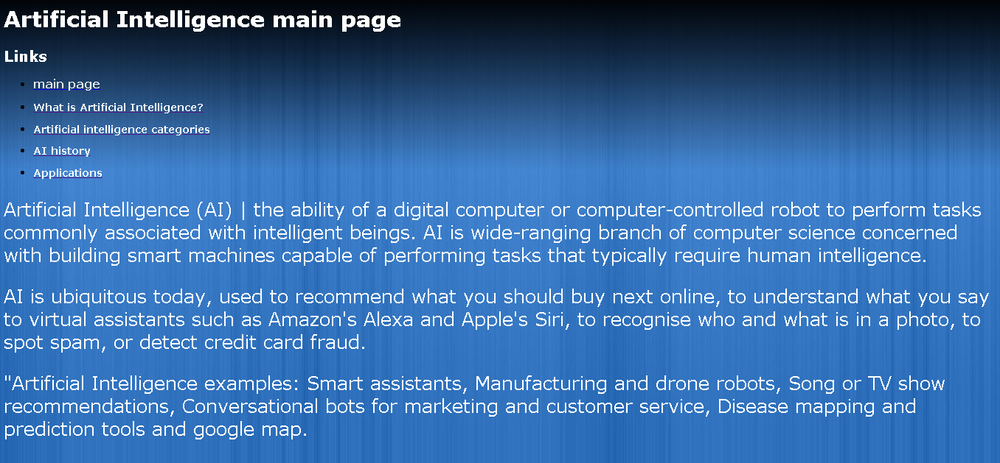 Artificial Intelligence main page
Links
main page
What is Artificial Intelligence?
Artificial intelligence categories
AI history
Applications
Artificial Intelligence (AI) | the ability of a digital computer or computer-controlled robot to perform tasks
commonly associated with intelligent beings. AI is wide-ranging branch of computer science concerned
with building smart machines capable of performing tasks that typically require human intelligence.
AI is ubiquitous today, used to recommend what you should buy next online, to understand what you say
to virtual assistants such as Amazon's Alexa and Apple's Siri, to recognise who and what is in a photo, to
spot spam, or detect credit card fraud.
"Artificial Intelligence examples: Smart assistants, Manufacturing and drone robots, Song or TV show
recommendations, Conversational bots for marketing and customer service, Disease mapping and
prediction tools and google map.